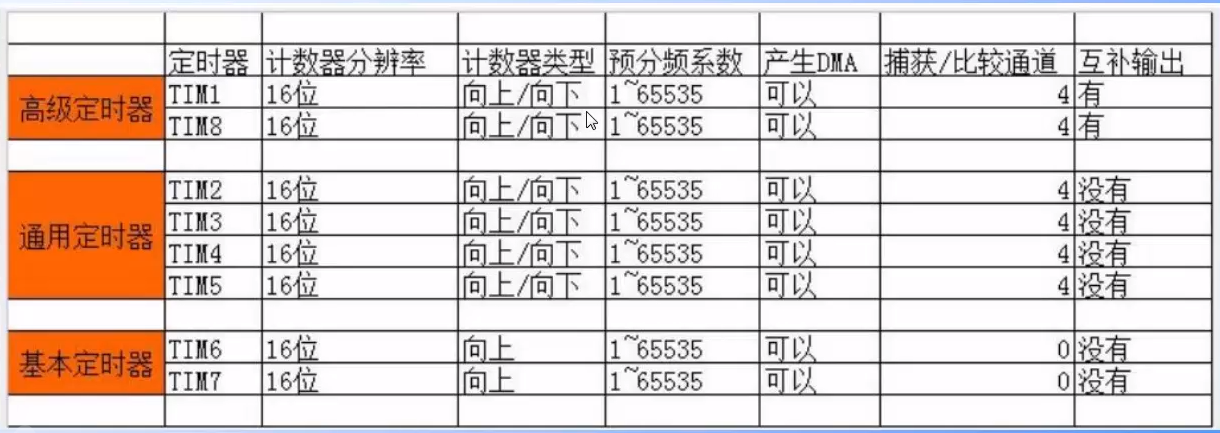 定时器 计数器分辨率 计数器类型 预分频系数 产生DMA 捕获/比较通道 互补输出
高级定时器
TIM1 16位 向上/向下 1~65535 可以 4 有
TIM8 16位 向上/向下 1~65535 可以 4 有
通用定时器
TIM2 16位 向上/向下 1~65535 可以 4 没有
TIM3 16位 向上/向下 1~65535 可以 4 没有
TIM4 16位 向上/向下 1~65535 可以 4 没有
TIM5 16位 向上/向下 1~65535 可以 4 没有
基本定时器
TIM6 16位 向上 1~65535 可以 0 没有
TIM7 16位 向上 1~65535 可以 0 没有